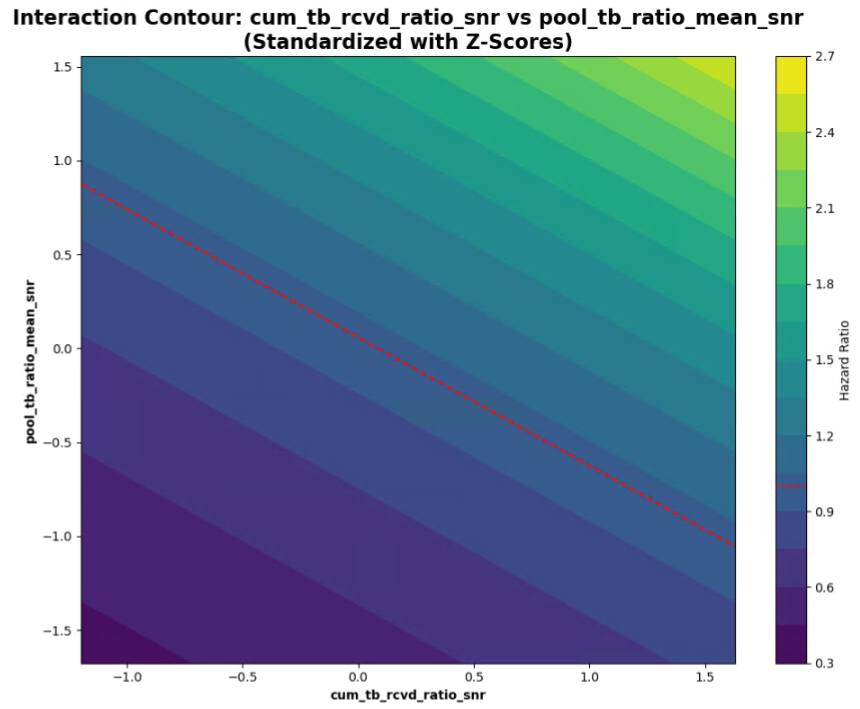 Interaction Contour: cum_tb_rcvd_ratio_snr vs pool_tb_ratio_mean_snr
(Standardized with Z-Scores)
pool_tb_ratio_mean_snr
1.5
1.0
0.5
0.0
−0.5
−1.0
−1.5
−1.0 −0.5 0.0 0.5 1.0 1.5
cum_tb_rcvd_ratio_snr
2.7
2.4
2.1
1.8
1.5
1.2
0.9
0.6
0.3
Hazard Ratio